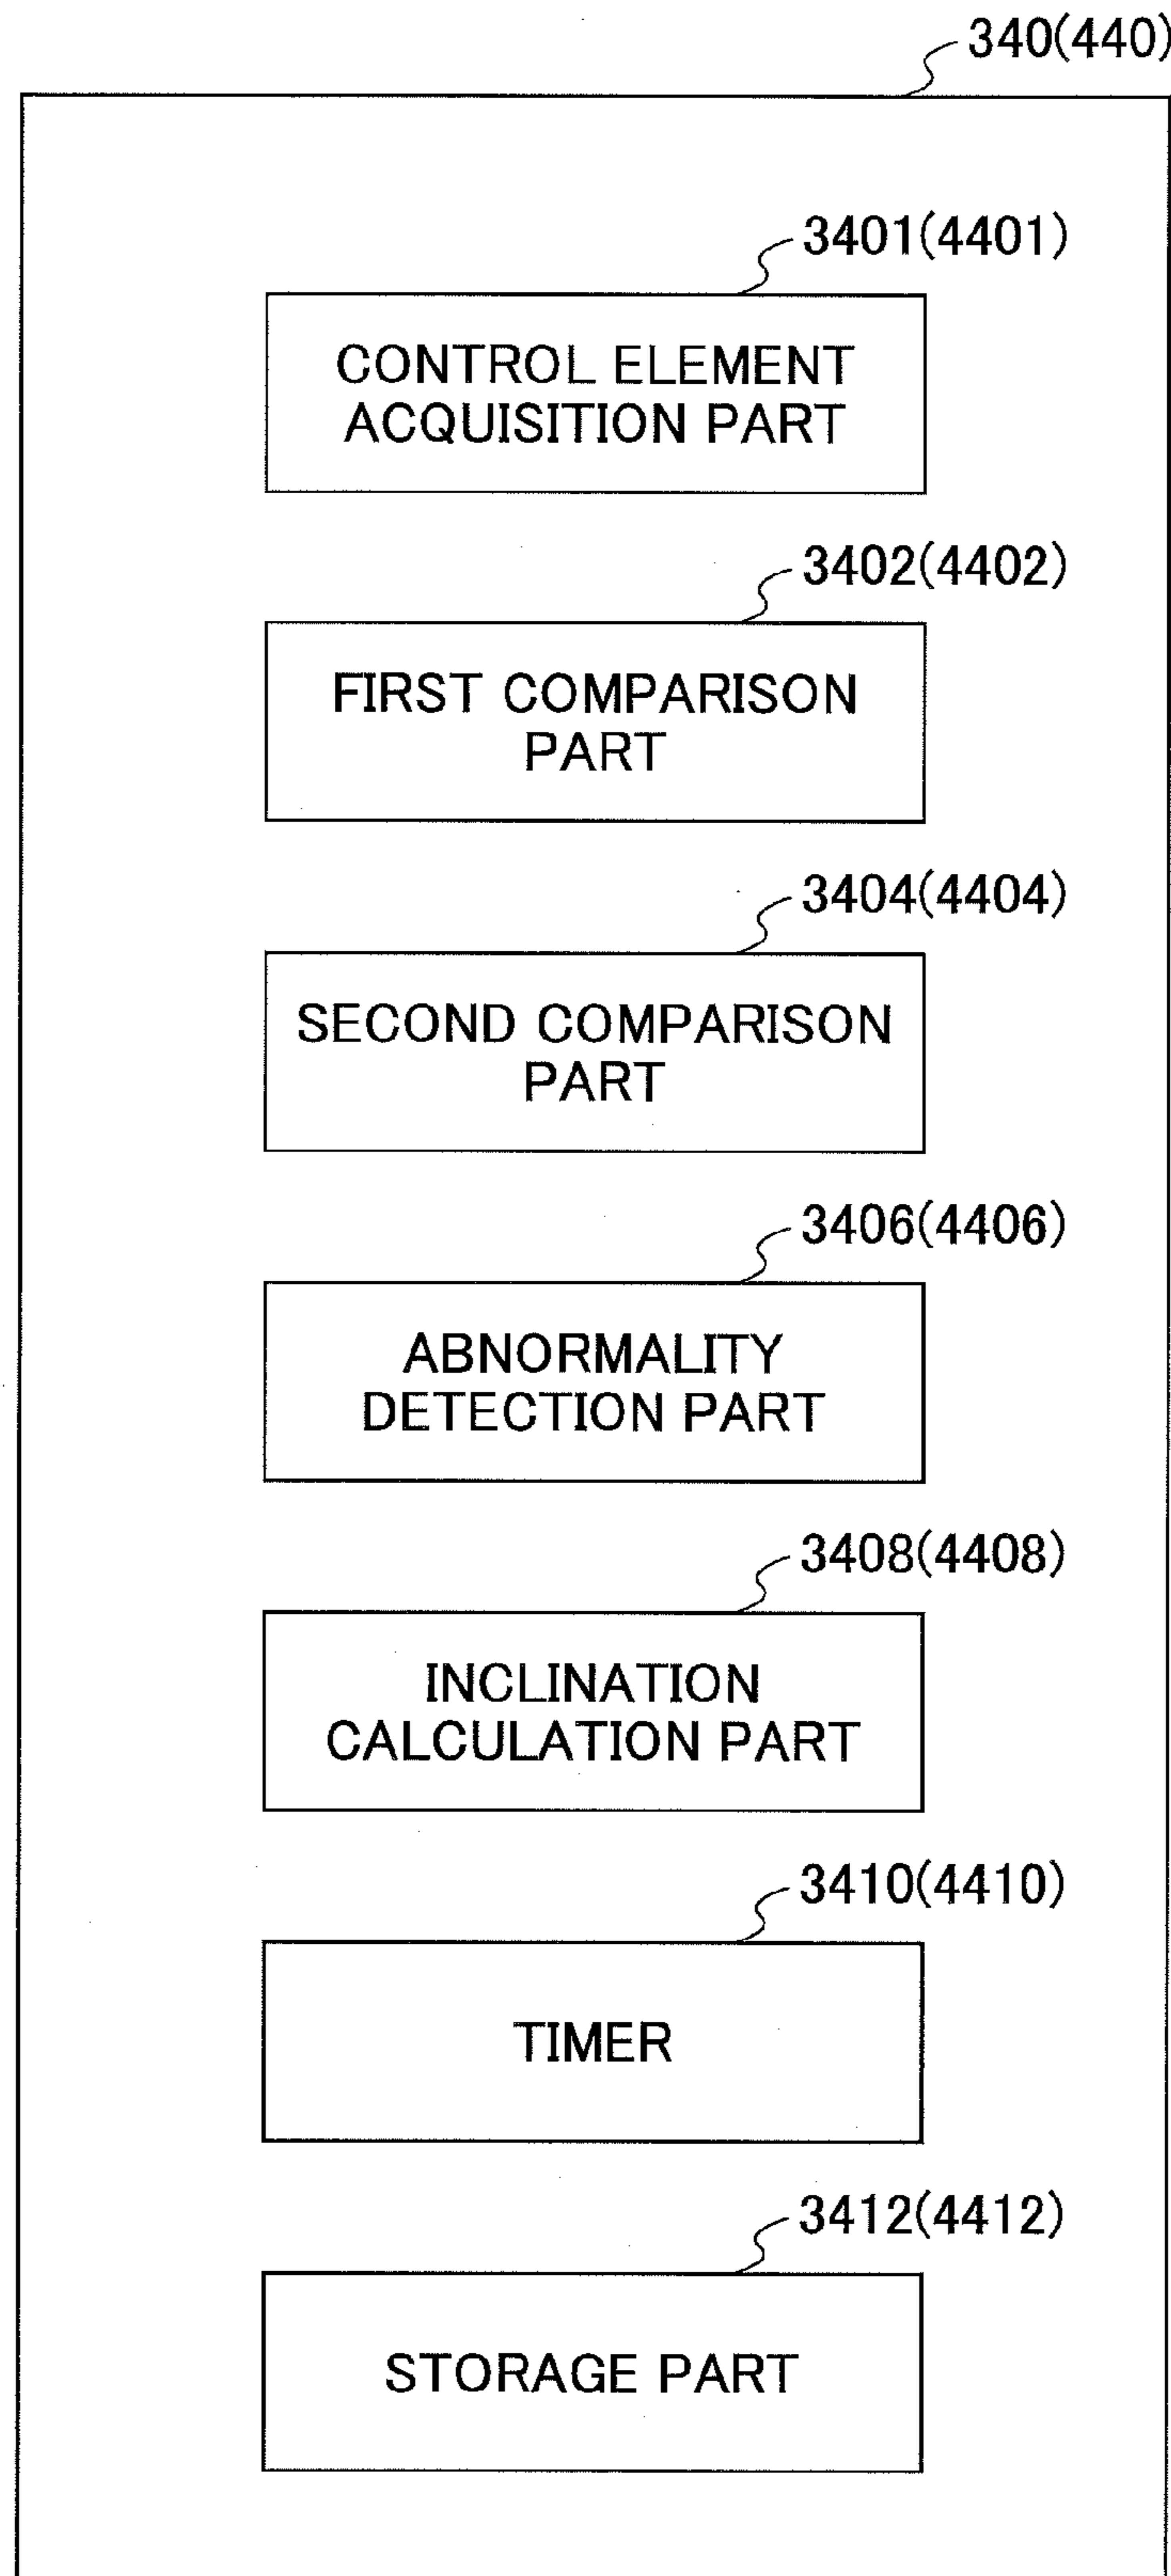 340(440)
3401(4401)
CONTROL ELEMENT
ACQUISITION PART
3402(4402)
FIRST COMPARISON
PART
3404(4404)
SECOND COMPARISON
PART
3406(4406)
ABNORMALITY
DETECTION PART
3408(4408)
INCLINATION
CALCULATION PART
3410(4410)
TIMER
3412(4412)
STORAGE PART